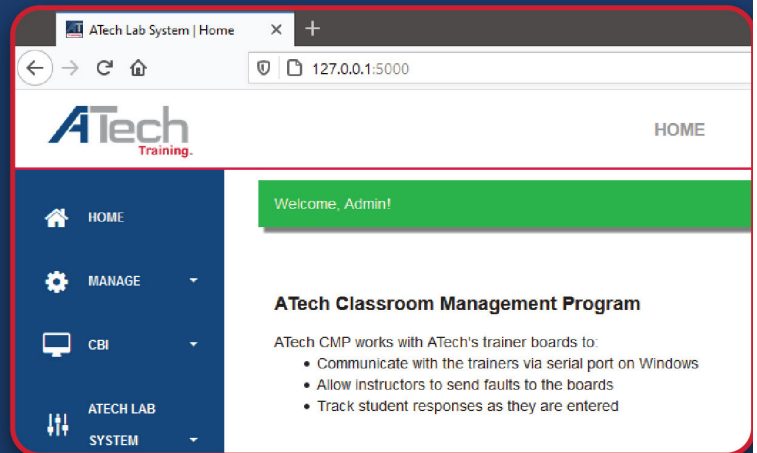 ATech Lab System | Home
127.0.0.1:5000
ATech
Training.
HOME
HOME
MANAGE
CBI
ATECH LAB
SYSTEM
Welcome, Admin!
ATech Classroom Management Program
ATech CMP works with ATech's trainer boards to:
• Communicate with the trainers via serial port on Windows
• Allow instructors to send faults to the boards
• Track student responses as they are entered